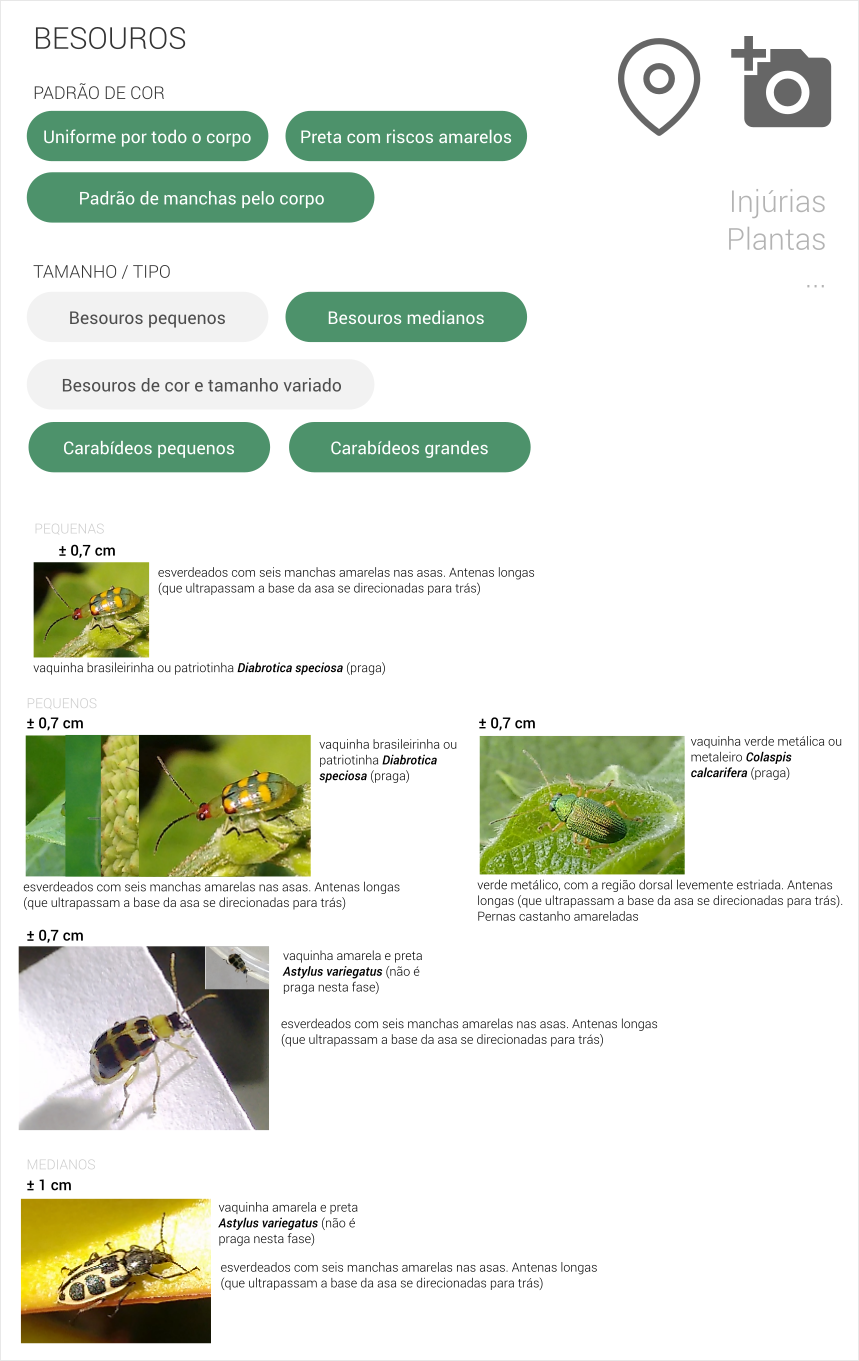 BESOUROS
PADRÃO DE COR
Uniforme por todo o corpo
Preta com riscos amarelos
Padrão de manchas pelo corpo
Injúrias
Plantas
...
TAMANHO / TIPO
Besouros pequenos
Besouros medianos
Besouros de cor e tamanho variado
Carabídeos pequenos
Carabídeos grandes
PEQUENAS
± 0,7 cm
esverdeados com seis manchas amarelas nas asas. Antenas longas
(que ultrapassam a base da asa se direcionadas para trás)
vaquinha brasileirinha ou patriotinha Diabrotica speciosa (praga)
PEQUENOS
± 0,7 cm
vaquinha brasileirinha ou
patriotinha Diabrotica
speciosa (praga)
esverdeados com seis manchas amarelas nas asas. Antenas longas
(que ultrapassam a base da asa se direcionadas para trás)
± 0,7 cm
vaquinha verde metálica ou
metaleiro Colaspis
calcarifera (praga)
verde metálico, com a região dorsal levemente estriada. Antenas
longas (que ultrapassam a base da asa se direcionadas para trás).
Pernas castanho amareladas
± 0,7 cm
vaquinha amarela e preta
Astylus variegatus (não é
praga nesta fase)
esverdeados com seis manchas amarelas nas asas. Antenas longas
(que ultrapassam a base da asa se direcionadas para trás)
MEDIANOS
± 1 cm
vaquinha amarela e preta
Astylus variegatus (não é
praga nesta fase)
esverdeados com seis manchas amarelas nas asas. Antenas longas
(que ultrapassam a base da asa se direcionadas para trás)